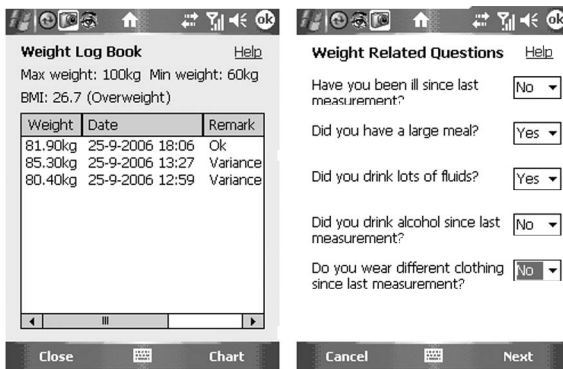 ok
Weight Log Book Help
Max weight: 100kg Min weight: 60kg
BMI: 26.7 (Overweight)
Weight Date Remark
81.90kg 25-9-2006 18:06 Ok
85.30kg 25-9-2006 13:27 Variance
80.40kg 25-9-2006 12:59 Variance
Close Chart
ok
Weight Related Questions Help
Have you been ill since last No
measurement?
Did you have a large meal? Yes
Did you drink lots of fluids? Yes
Did you drink alcohol since last No
measurement?
Do you wear different clothing No
since last measurement?
Cancel Next